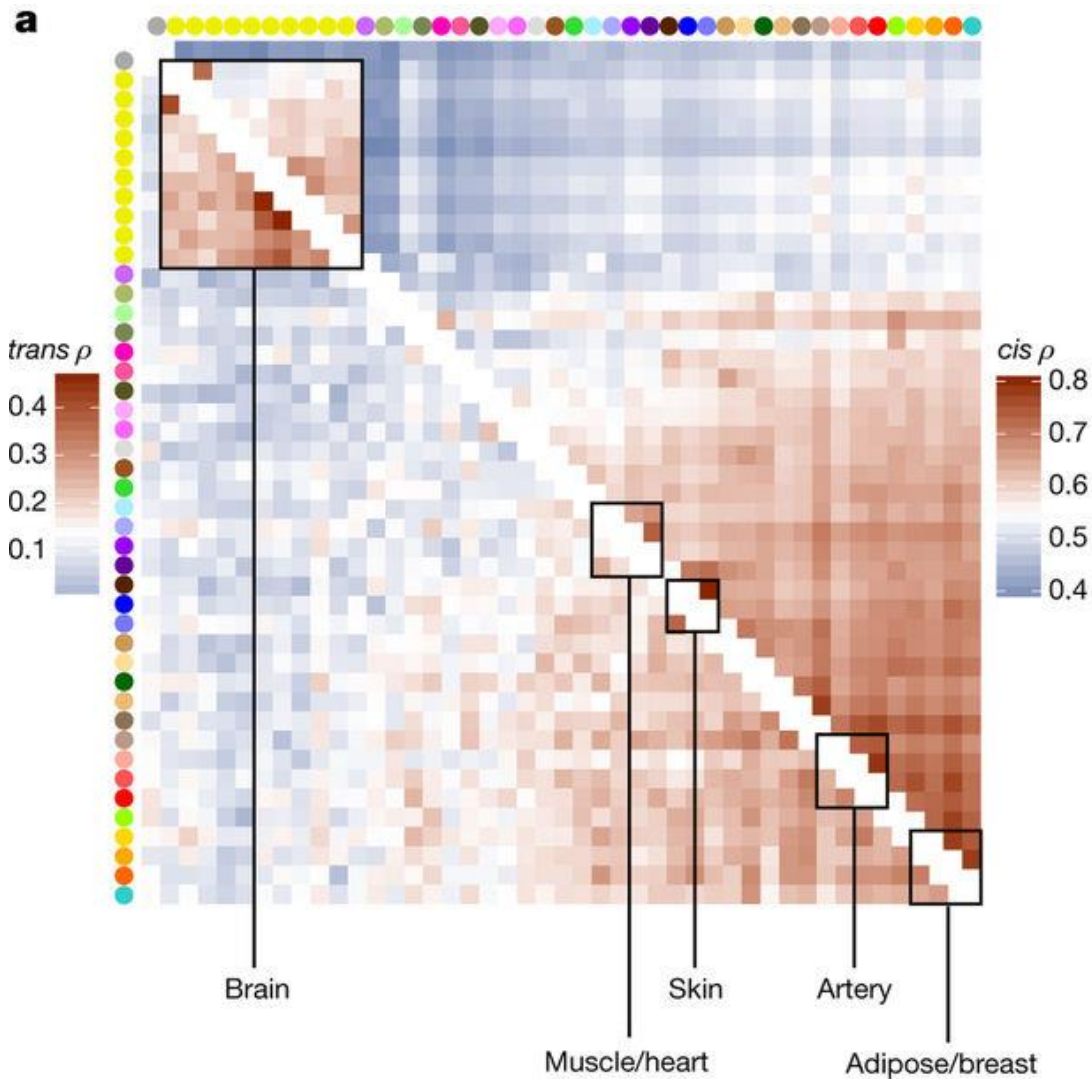 a
trans ρ
0.4
0.3
0.2
0.1
cis ρ
0.8
0.7
0.6
0.5
0.4
Brain
Skin
Artery
Muscle/heart
Adipose/breast